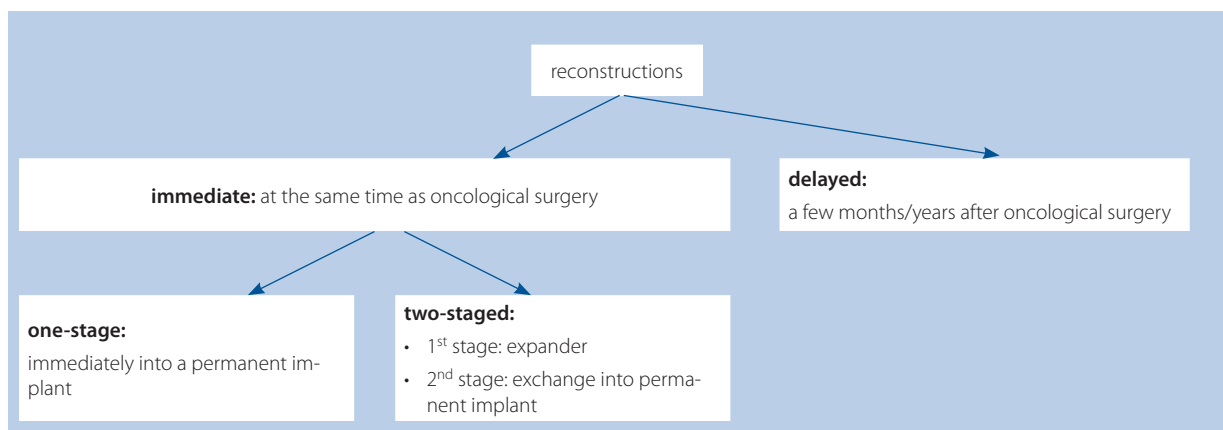 reconstructions
immediate: at the same time as oncological surgery
delayed:
a few months/years after oncological surgery
one-stage:
immediately into a permanent im-
plant
two-staged:
• 1st stage: expander
• 2nd stage: exchange into perma-
nent implant